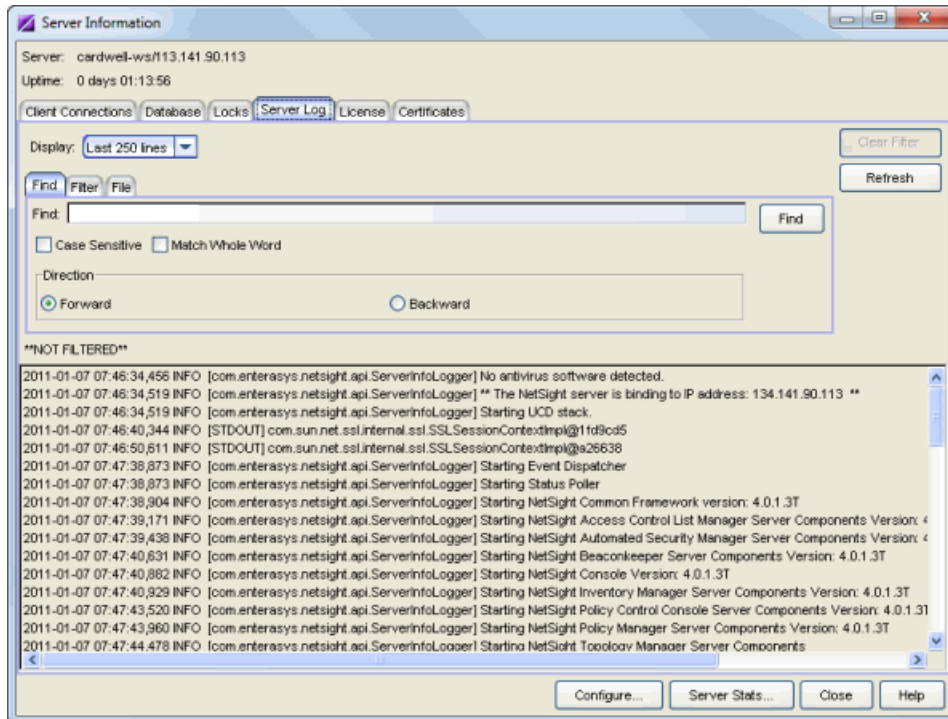 Server Information
Server: cardwell-ws/113.141.90.113
Uptime: 0 days 01:13:56
Client Connections Database Locks Server Log License Certificates
Display: Last 250 lines
Clear Filter
Refresh
Find Filter File
Find:
Find
Case Sensitive Match Whole Word
Direction
Forward Backward
**NOT FILTERED**
2011-01-07 07:46:34,456 INFO [com.enterasys.netsight.api.ServerInfoLogger] No antivirus software detected.
2011-01-07 07:46:34,519 INFO [com.enterasys.netsight.api.ServerInfoLogger] ** The NetSight server is binding to IP address: 134.141.90.113 **
2011-01-07 07:46:34,519 INFO [com.enterasys.netsight.api.ServerInfoLogger] Starting UCD stack.
2011-01-07 07:46:40,344 INFO [STDOUT] com.sun.net.ssl.internal.ssl.SSLSessionContextImpl@1fd9cd5
2011-01-07 07:46:50,611 INFO [STDOUT] com.sun.net.ssl.internal.ssl.SSLSessionContextImpl@a26638
2011-01-07 07:47:38,873 INFO [com.enterasys.netsight.api.ServerInfoLogger] Starting Event Dispatcher
2011-01-07 07:47:38,873 INFO [com.enterasys.netsight.api.ServerInfoLogger] Starting Status Poller
2011-01-07 07:47:38,904 INFO [com.enterasys.netsight.api.ServerInfoLogger] Starting NetSight Common Framework version: 4.0.1.3T
2011-01-07 07:47:39,171 INFO [com.enterasys.netsight.api.ServerInfoLogger] Starting NetSight Access Control List Manager Server Components Version: 4
2011-01-07 07:47:39,438 INFO [com.enterasys.netsight.api.ServerInfoLogger] Starting NetSight Automated Security Manager Server Components Version: 4
2011-01-07 07:47:40,631 INFO [com.enterasys.netsight.api.ServerInfoLogger] Starting NetSight Beaconkeeper Server Components Version: 4.0.1.3T
2011-01-07 07:47:40,882 INFO [com.enterasys.netsight.api.ServerInfoLogger] Starting NetSight Console Version: 4.0.1.3T
2011-01-07 07:47:40,929 INFO [com.enterasys.netsight.api.ServerInfoLogger] Starting NetSight Inventory Manager Server Components Version: 4.0.1.3T
2011-01-07 07:47:43,520 INFO [com.enterasys.netsight.api.ServerInfoLogger] Starting NetSight Policy Control Console Server Components Version: 4.0.1.3T
2011-01-07 07:47:43,960 INFO [com.enterasys.netsight.api.ServerInfoLogger] Starting NetSight Policy Manager Server Components Version: 4.0.1.3T
2011-01-07 07:47:44,478 INFO [com.enterasys.netsight.api.ServerInfoLogger] Starting NetSight Topology Manager Server Components
Configure... Server Stats... Close Help